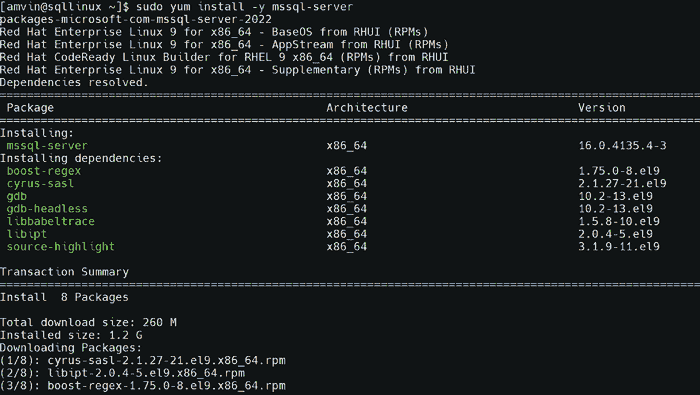 [amvin@sqllinux ~]$ sudo yum install -y mssql-server
packages-microsoft-com-mssql-server-2022
Red Hat Enterprise Linux 9 for x86_64 - BaseOS from RHUI (RPMs)
Red Hat Enterprise Linux 9 for x86_64 - AppStream from RHUI (RPMs)
Red Hat CodeReady Linux Builder for RHEL 9 x86_64 (RPMs) from RHUI
Red Hat Enterprise Linux 9 for x86_64 - Supplementary (RPMs) from RHUI
Dependencies resolved.
Package Architecture Version
Installing:
mssql-server x86_64 16.0.4135.4-3
Installing dependencies:
boost-regex x86_64 1.75.0-8.el9
cyrus-sasl x86_64 2.1.27-21.el9
gdb x86_64 10.2-13.el9
gdb-headless x86_64 10.2-13.el9
libbabeltrace x86_64 1.5.8-10.el9
libipt x86_64 2.0.4-5.el9
source-highlight x86_64 3.1.9-11.el9
Transaction Summary
Install 8 Packages
Total download size: 260 M
Installed size: 1.2 G
Downloading Packages:
(1/8): cyrus-sasl-2.1.27-21.el9.x86_64.rpm
(2/8): libipt-2.0.4-5.el9.x86_64.rpm
(3/8): boost-regex-1.75.0-8.el9.x86_64.rpm